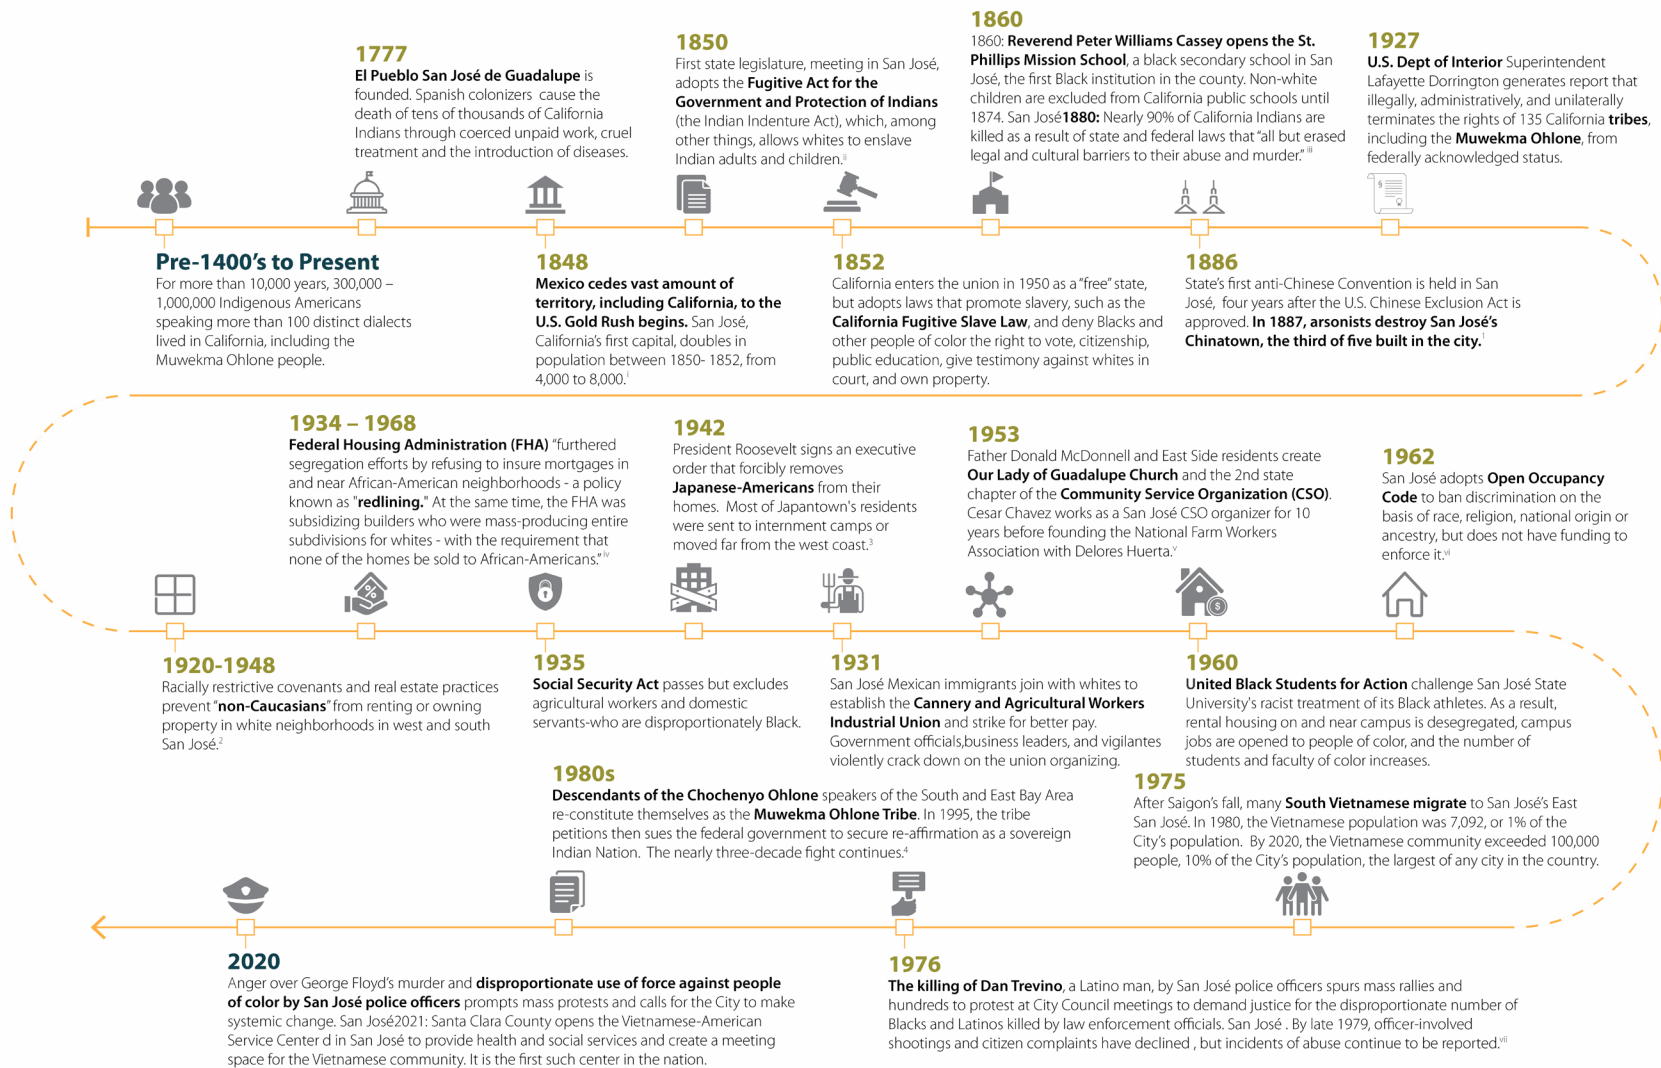 1777
El Pueblo San José de Guadalupe is
founded. Spanish colonizers cause the
death of tens of thousands of California
Indians through coerced unpaid work, cruel
treatment and the introduction of diseases.
1850
First state legislature, meeting in San José,
adopts the Fugitive Act for the
Government and Protection of Indians
(the Indian Indenture Act), which, among
other things, allows whites to enslave
Indian adults and children.ii
1860
1860: Reverend Peter Williams Cassey opens the St.
Phillips Mission School, a black secondary school in San
José, the first Black institution in the county. Non-white
children are excluded from California public schools until
1874. San José1880: Nearly 90% of California Indians are
killed as a result of state and federal laws that "all but erased
legal and cultural barriers to their abuse and murder." iii
1927
U.S. Dept of Interior Superintendent
Lafayette Dorrington generates report that
illegally, administratively, and unilaterally
terminates the rights of 135 California tribes,
including the Muwekma Ohlone, from
federally acknowledged status.
Pre-1400's to Present
For more than 10,000 years, 300,000 –
1,000,000 Indigenous Americans
speaking more than 100 distinct dialects
lived in California, including the
Muwekma Ohlone people.
1848
Mexico cedes vast amount of
territory, including California, to the
U.S. Gold Rush begins. San José,
California's first capital, doubles in
population between 1850- 1852, from
4,000 to 8,000.i
1852
California enters the union in 1950 as a "free" state,
but adopts laws that promote slavery, such as the
California Fugitive Slave Law, and deny Blacks and
other people of color the right to vote, citizenship,
public education, give testimony against whites in
court, and own property.
1886
State's first anti-Chinese Convention is held in San
José, four years after the U.S. Chinese Exclusion Act is
approved. In 1887, arsonists destroy San José's
Chinatown, the third of five built in the city.i
1934 – 1968
Federal Housing Administration (FHA) "furthered
segregation efforts by refusing to insure mortgages in
and near African-American neighborhoods - a policy
known as "redlining." At the same time, the FHA was
subsidizing builders who were mass-producing entire
subdivisions for whites - with the requirement that
none of the homes be sold to African-Americans." iv
1942
President Roosevelt signs an executive
order that forcibly removes
Japanese-Americans from their
homes. Most of Japantown's residents
were sent to internment camps or
moved far from the west coast.3
1953
Father Donald McDonnell and East Side residents create
Our Lady of Guadalupe Church and the 2nd state
chapter of the Community Service Organization (CSO).
Cesar Chavez works as a San José CSO organizer for 10
years before founding the National Farm Workers
Association with Delores Huerta.v
1962
San José adopts Open Occupancy
Code to ban discrimination on the
basis of race, religion, national origin or
ancestry, but does not have funding to
enforce it.vi
1920-1948
Racially restrictive covenants and real estate practices
prevent "non-Caucasians" from renting or owning
property in white neighborhoods in west and south
San José.2
1935
Social Security Act passes but excludes
agricultural workers and domestic
servants-who are disproportionately Black.
1931
San José Mexican immigrants join with whites to
establish the Cannery and Agricultural Workers
Industrial Union and strike for better pay.
Government officials,business leaders, and vigilantes
violently crack down on the union organizing.
1960
United Black Students for Action challenge San José State
University's racist treatment of its Black athletes. As a result,
rental housing on and near campus is desegregated, campus
jobs are opened to people of color, and the number of
students and faculty of color increases.
1980s
Descendants of the Chochenyo Ohlone speakers of the South and East Bay Area
re-constitute themselves as the Muwekma Ohlone Tribe. In 1995, the tribe
petitions then sues the federal government to secure re-affirmation as a sovereign
Indian Nation. The nearly three-decade fight continues.4
1975
After Saigon's fall, many South Vietnamese migrate to San José's East
San José. In 1980, the Vietnamese population was 7,092, or 1% of the
City's population. By 2020, the Vietnamese community exceeded 100,000
people, 10% of the City's population, the largest of any city in the country.
2020
Anger over George Floyd's murder and disproportionate use of force against people
of color by San José police officers prompts mass protests and calls for the City to make
systemic change. San José2021: Santa Clara County opens the Vietnamese-American
Service Center d in San José to provide health and social services and create a meeting
space for the Vietnamese community. It is the first such center in the nation.
1976
The killing of Dan Trevino, a Latino man, by San José police officers spurs mass rallies and
hundreds to protest at City Council meetings to demand justice for the disproportionate number of
Blacks and Latinos killed by law enforcement officials. San José . By late 1979, officer-involved
shootings and citizen complaints have declined , but incidents of abuse continue to be reported.vii